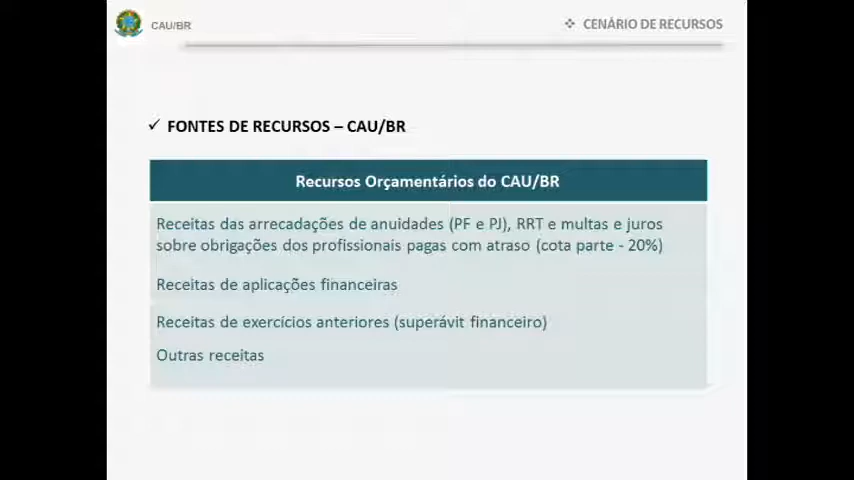 CAU/BR
❖ CENÁRIO DE RECURSOS
✓ FONTES DE RECURSOS – CAU/BR
Recursos Orçamentários do CAU/BR
Receitas das arrecadações de anuidades (PF e PJ), RRT e multas e juros
sobre obrigações dos profissionais pagas com atraso (cota parte - 20%)
Receitas de aplicações financeiras
Receitas de exercícios anteriores (superávit financeiro)
Outras receitas